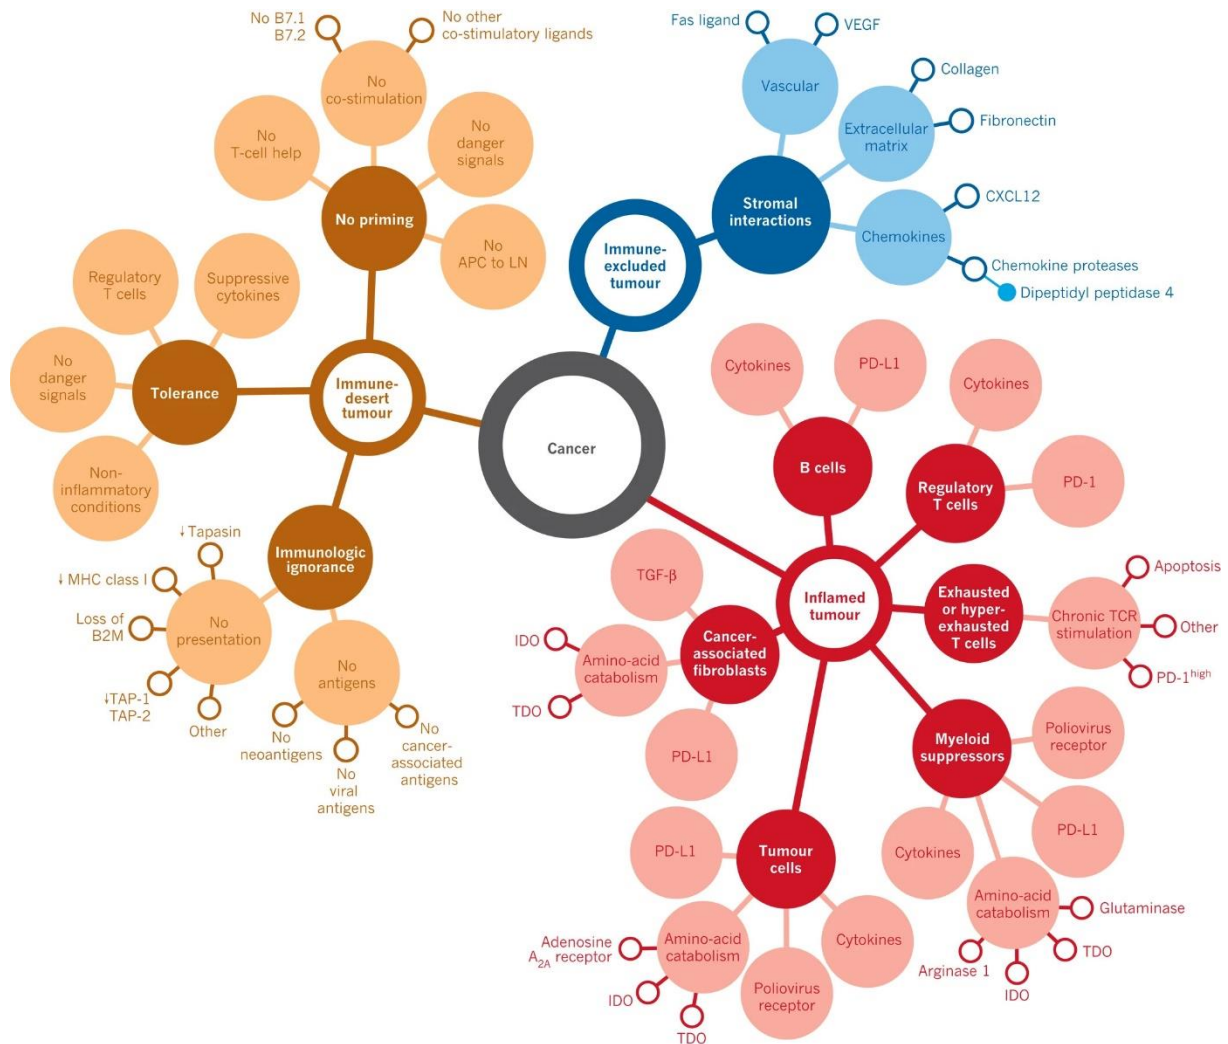 No B7.1
B7.2
No other
co-stimulatory ligands
No
co-stimulation
No
T-cell help
No
danger
signals
No priming
No
APC to LN
Regulatory
T cells
Suppressive
cytokines
No
danger
signals
Tolerance
Non-
inflammatory
conditions
Immune-
desert
tumour
Immunologic
ignorance
↓ Tapasin
↓ MHC class I
Loss of
B2M
↓TAP-1
TAP-2
Other
No
presentation
No
antigens
No
neoantigens
No
viral
antigens
No
cancer-
associated
antigens
Cancer
Immune-
excluded
tumour
Stromal
interactions
Fas ligand
VEGF
Vascular
Collagen
Extracellular
matrix
Fibronectin
CXCL12
Chemokines
Chemokine proteases
Dipeptidyl peptidase 4
Inflamed
tumour
Cytokines
PD-L1
B cells
Cytokines
Regulatory
T cells
PD-1
Exhausted
or hyper-
exhausted
T cells
Chronic TCR
stimulation
Apoptosis
Other
PD-1high
TGF-β
Cancer-
associated
fibroblasts
IDO
Amino-acid
catabolism
TDO
PD-L1
Myeloid
suppressors
Poliovirus
receptor
PD-L1
Cytokines
Amino-acid
catabolism
Glutaminase
TDO
IDO
Arginase 1
Tumour
cells
PD-L1
Cytokines
Amino-acid
catabolism
Adenosine
A2A receptor
IDO
TDO
Poliovirus
receptor